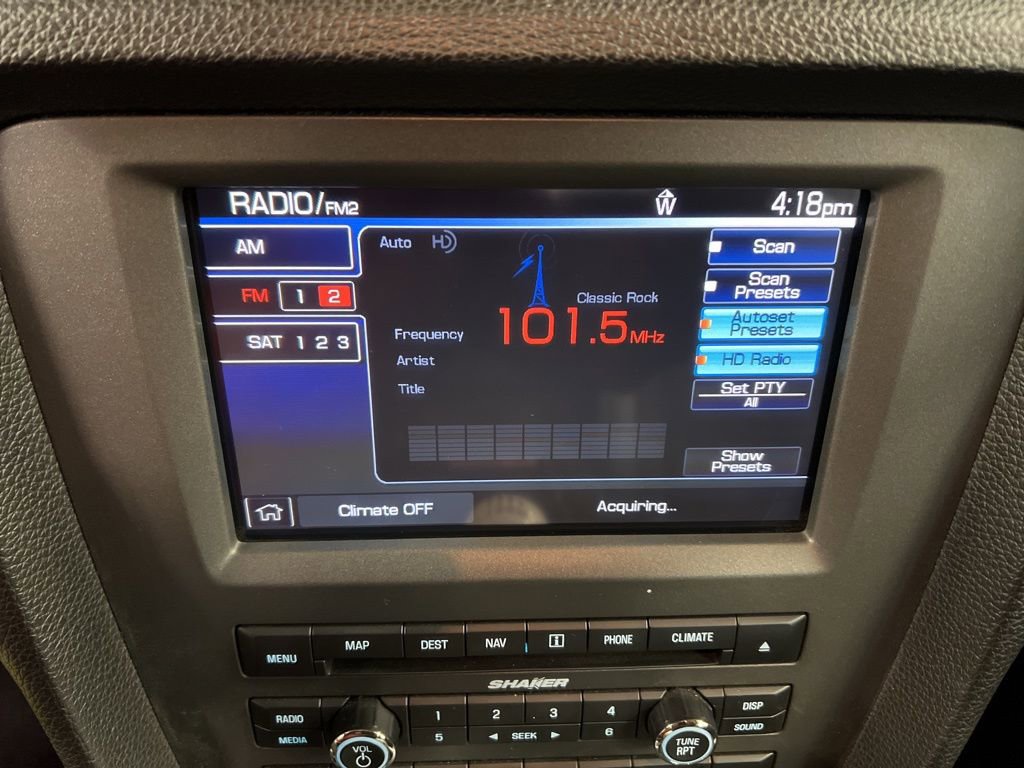 RADIO/FM2
W
4:18pm
AM
Auto HD
Scan
FM 1 2
Classic Rock
Scan
Presets
Frequency 101.5MHz
Autoset
Presets
SAT 1 2 3
Artist
HD Radio
Title
Set PTY
All
Show
Presets
Climate OFF
Acquiring...
MENU
MAP
DEST
NAV
i
PHONE
CLIMATE
SHAKER
RADIO
MEDIA
VOL
1
2
3
4
5
SEEK
6
TUNE
RPT
DISP
SOUND